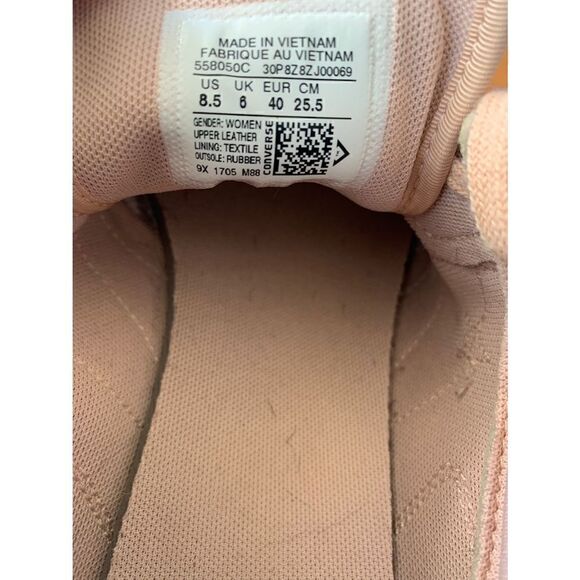 MADE IN VIETNAM
FABRIQUE AU VIETNAM
558050C 30P8Z8ZJ00069
US UK EUR CM
8.5 6 40 25.5
GENDER: WOMEN
UPPER LEATHER
LINING: TEXTILE
OUTSOLE: RUBBER
9X 1705 M88
CONVERSE